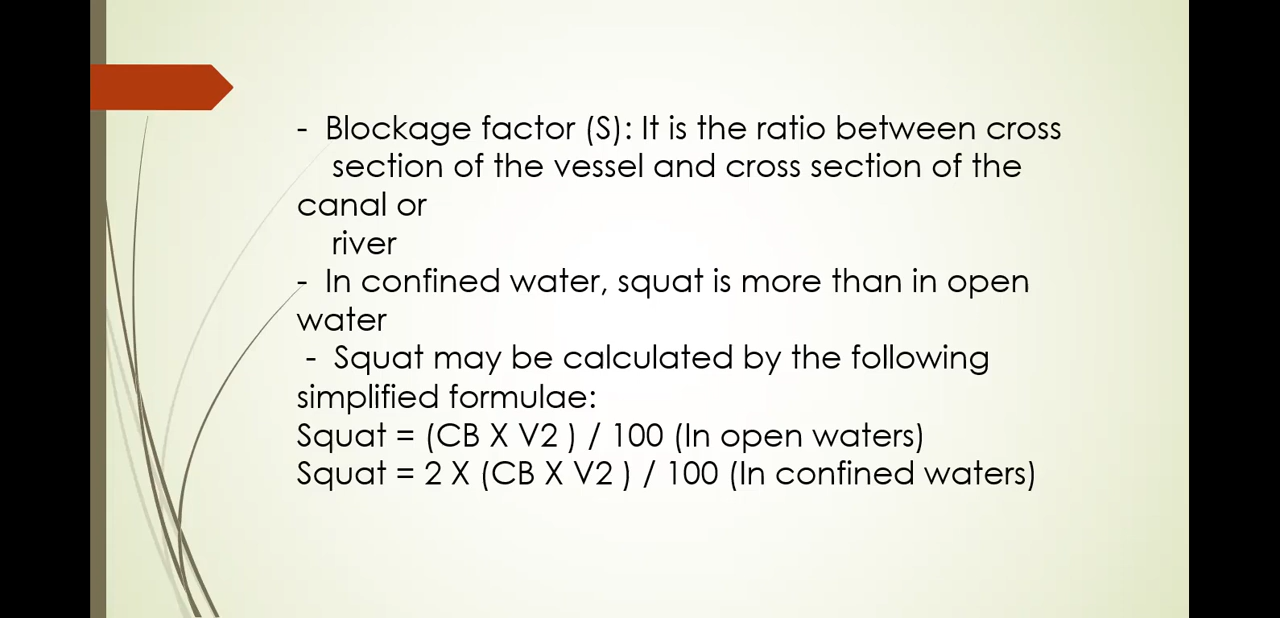 - Blockage factor (S): It is the ratio between cross
section of the vessel and cross section of the
canal or
river
- In confined water, squat is more than in open
water
- Squat may be calculated by the following
simplified formulae:
Squat = (CB X V2 ) / 100 (In open waters)
Squat = 2 X (CB X V2 ) / 100 (In confined waters)